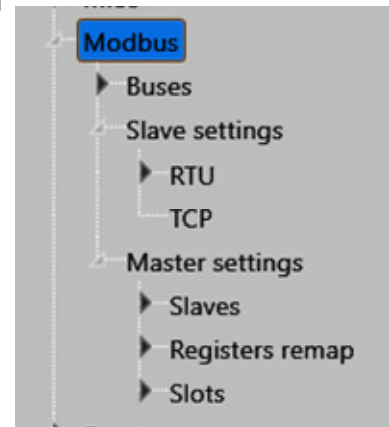 Modbus
Buses
Slave settings
RTU
TCP
Master settings
Slaves
Registers remap
Slots